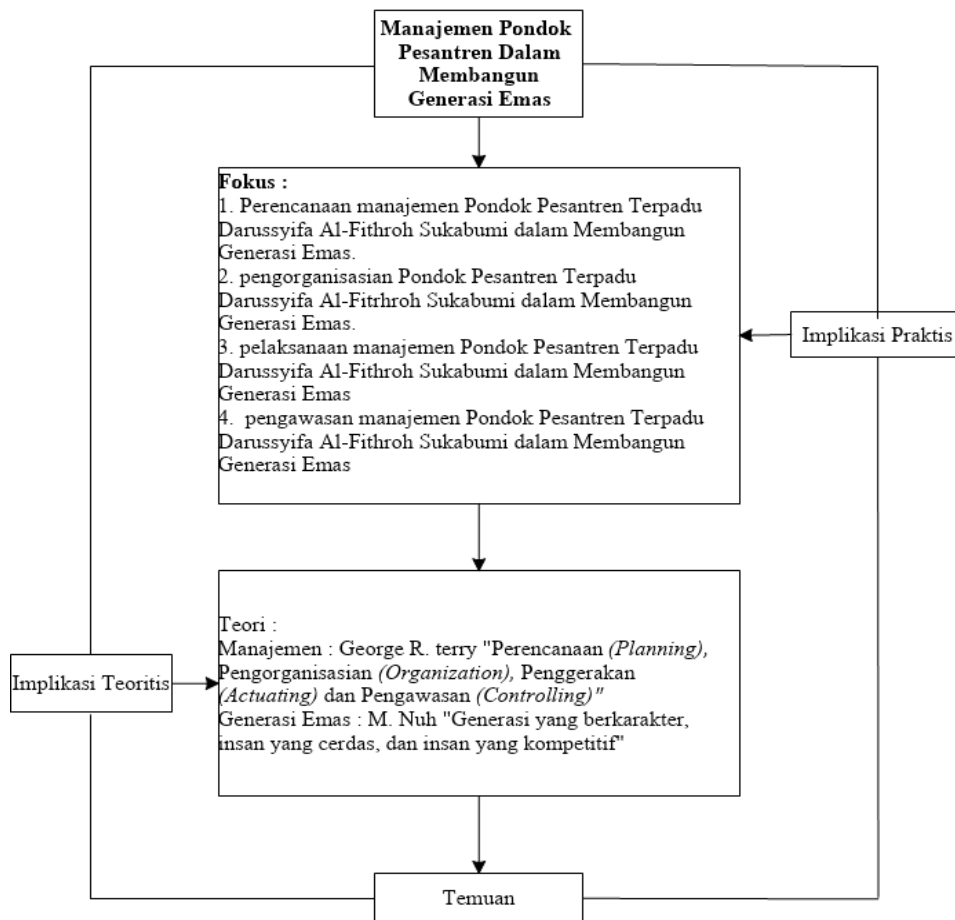 Manajemen Pondok
Pesantren Dalam
Membangun
Generasi Emas
Fokus :
1. Perencanaan manajemen Pondok Pesantren Terpadu
Darussyifa Al-Fithroh Sukabumi dalam Membangun
Generasi Emas.
2. pengorganisasian Pondok Pesantren Terpadu
Darussyifa Al-Fitrhroh Sukabumi dalam Membangun
Generasi Emas.
3. pelaksanaan manajemen Pondok Pesantren Terpadu
Darussyifa Al-Fithroh Sukabumi dalam Membangun
Generasi Emas
4. pengawasan manajemen Pondok Pesantren Terpadu
Darussyifa Al-Fithroh Sukabumi dalam Membangun
Generasi Emas
Implikasi Praktis
Teori :
Manajemen : George R. terry "Perencanaan (Planning),
Pengorganisasian (Organization), Penggerakan
(Actuating) dan Pengawasan (Controlling)"
Generasi Emas : M. Nuh "Generasi yang berkarakter,
insan yang cerdas, dan insan yang kompetitif"
Implikasi Teoritis
Temuan